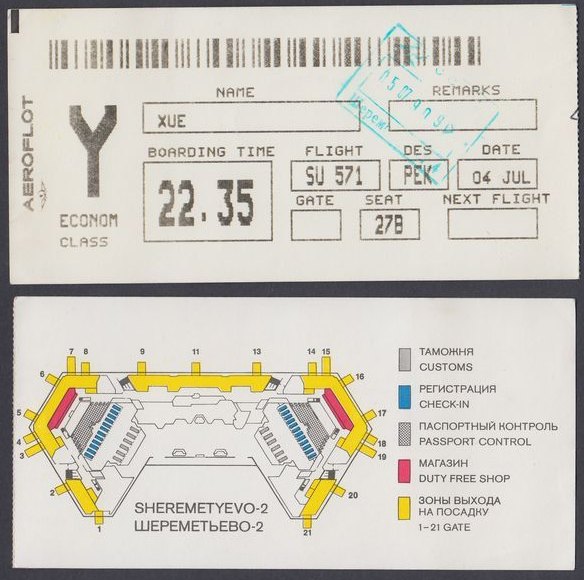 AEROFLOT
Y
ECONOM
CLASS
NAME
XUE
REMARKS
BOARDING TIME
22.35
FLIGHT
SU 571
DES
PEK
DATE
04 JUL
GATE
SEAT
27B
NEXT FLIGHT
1
2
3
4
5
6
7
8
9
11
13
14
15
16
17
18
19
20
21
SHEREMETYEVO-2
ШЕРЕМЕТЬЕВО-2
ТАМОЖНЯ
CUSTOMS
РЕГИСТРАЦИЯ
CHECK-IN
ПАСПОРТНЫЙ КОНТРОЛЬ
PASSPORT CONTROL
МАГАЗИН
DUTY FREE SHOP
ЗОНЫ ВЫХОДА
НА ПОСАДКУ
1–21 GATE